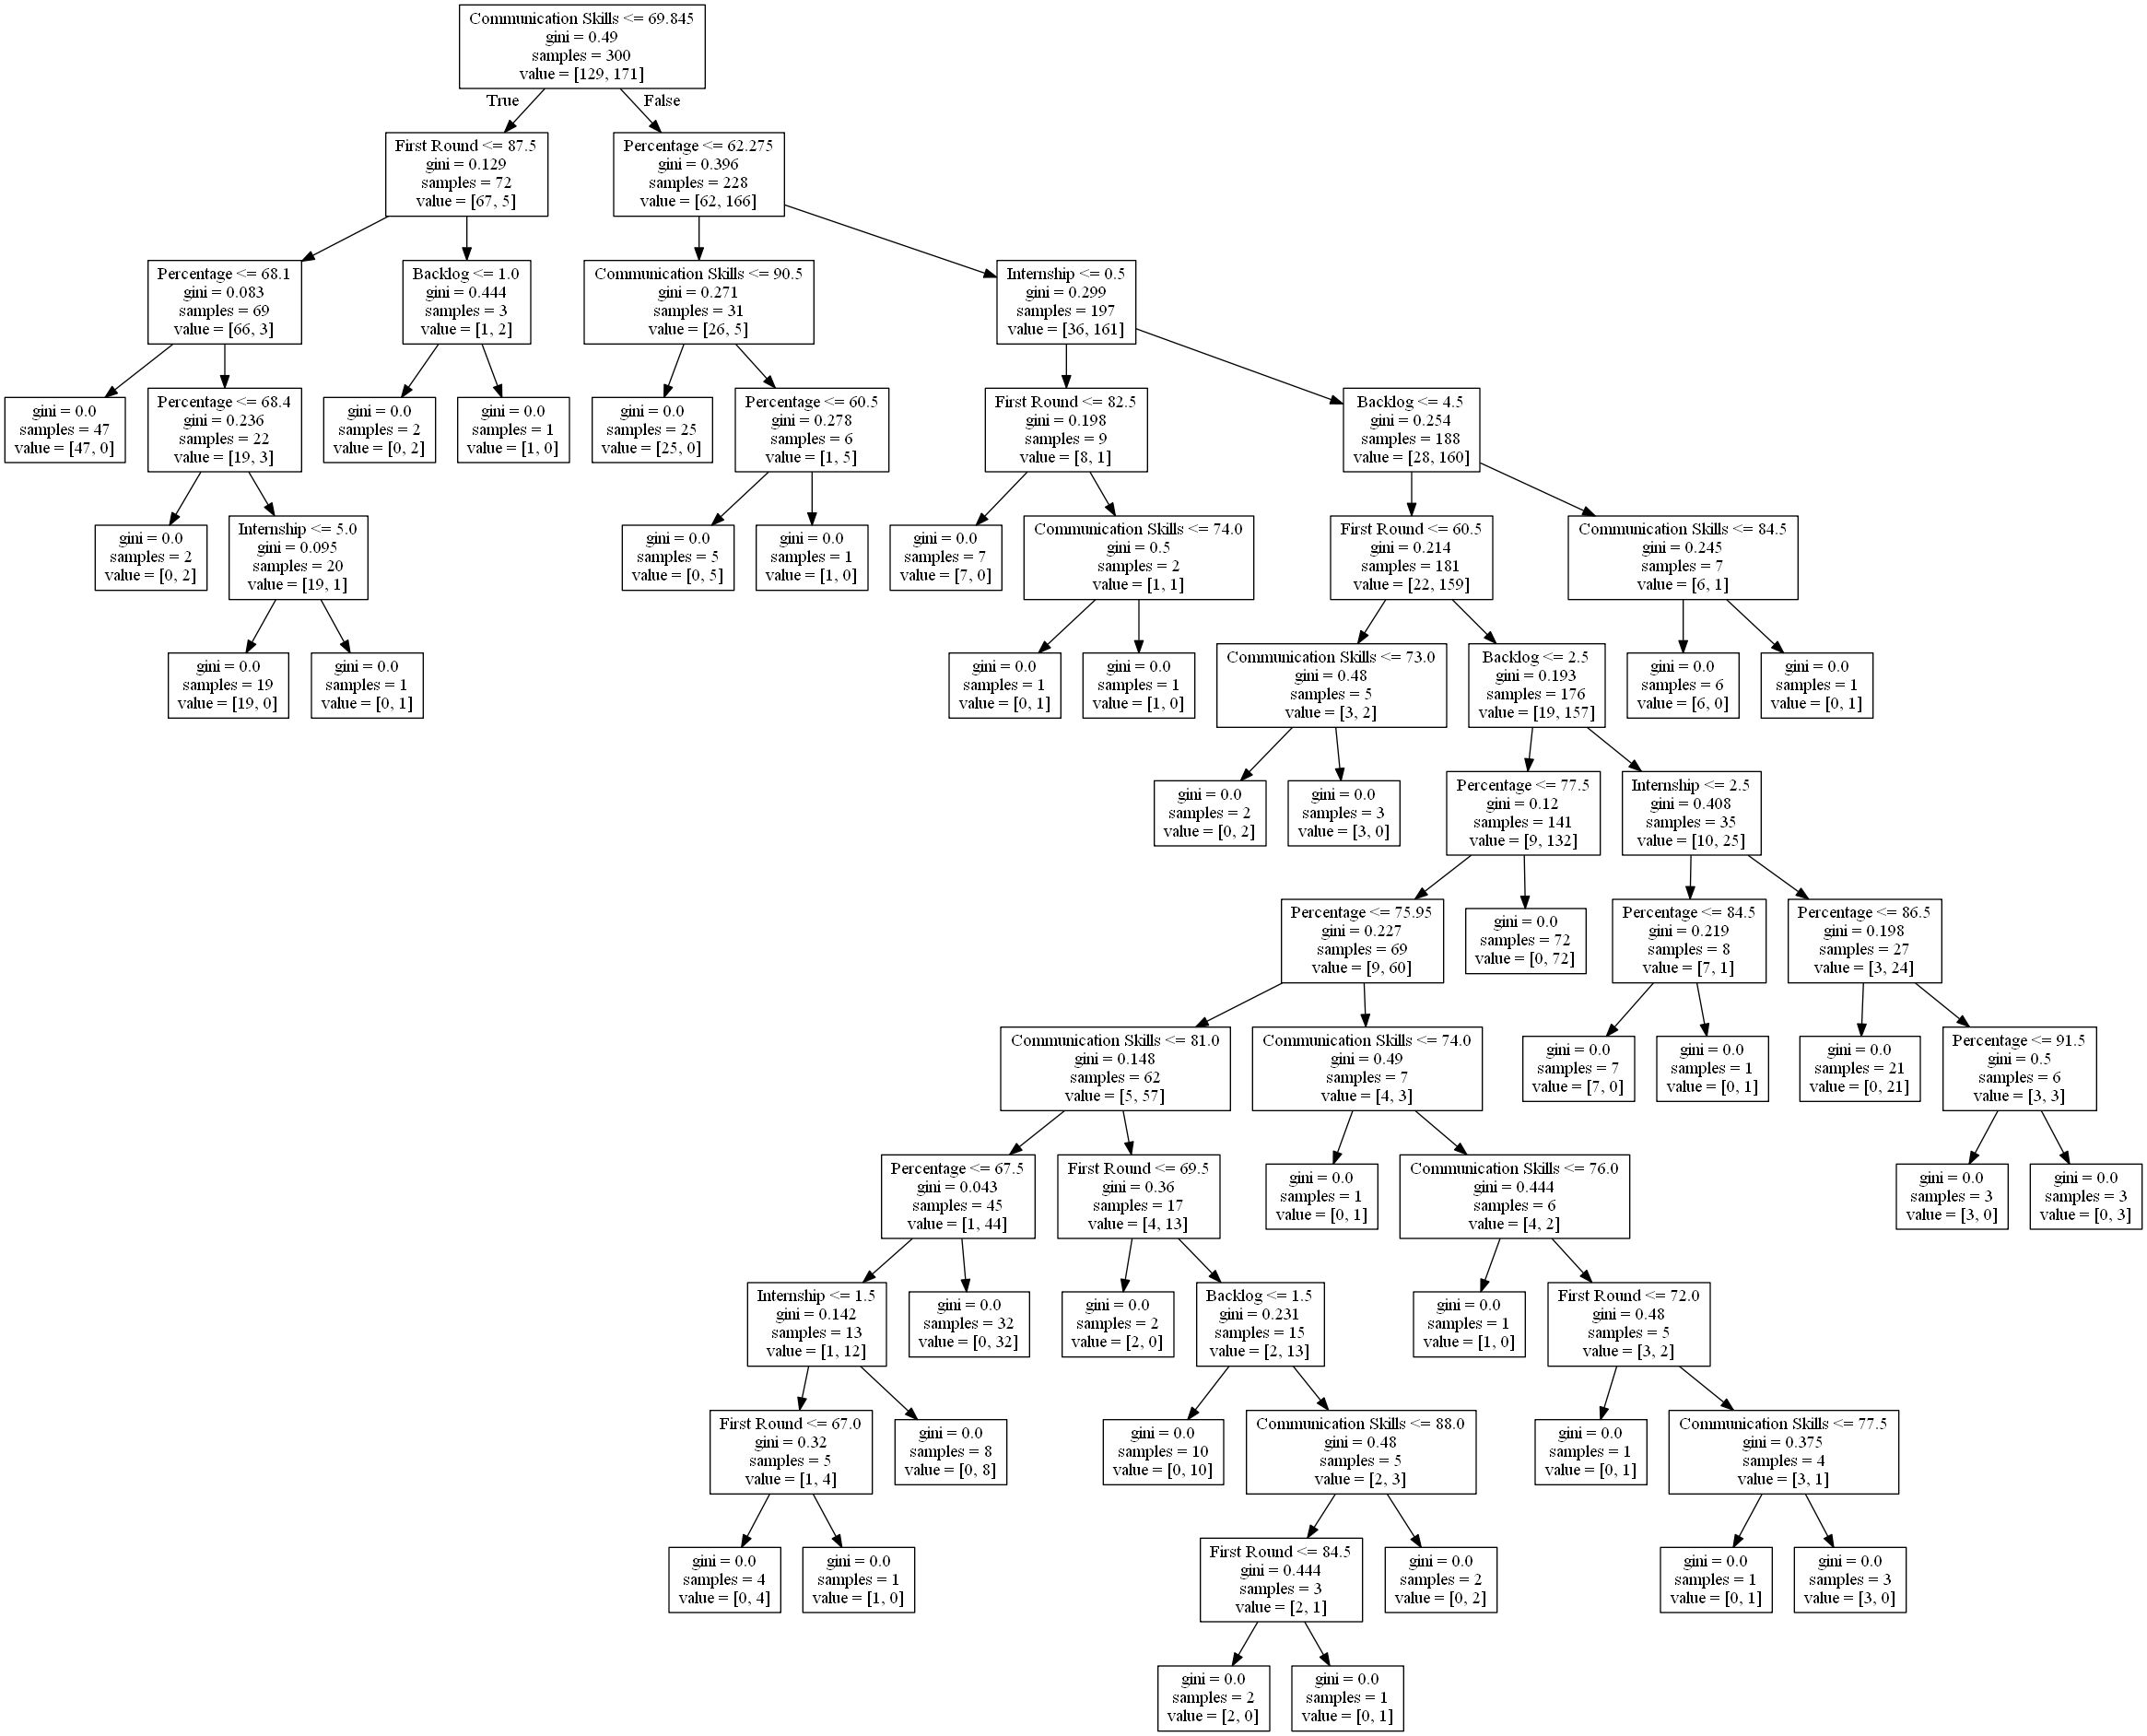 Communication Skills <= 69.845
gini = 0.49
samples = 300
value = [129, 171]
True
False
First Round <= 87.5
gini = 0.129
samples = 72
value = [67, 5]
Percentage <= 62.275
gini = 0.396
samples = 228
value = [62, 166]
Percentage <= 68.1
gini = 0.083
samples = 69
value = [66, 3]
Backlog <= 1.0
gini = 0.444
samples = 3
value = [1, 2]
Communication Skills <= 90.5
gini = 0.271
samples = 31
value = [26, 5]
Internship <= 0.5
gini = 0.299
samples = 197
value = [36, 161]
gini = 0.0
samples = 47
value = [47, 0]
Percentage <= 68.4
gini = 0.236
samples = 22
value = [19, 3]
gini = 0.0
samples = 2
value = [0, 2]
gini = 0.0
samples = 1
value = [1, 0]
gini = 0.0
samples = 25
value = [25, 0]
Percentage <= 60.5
gini = 0.278
samples = 6
value = [1, 5]
First Round <= 82.5
gini = 0.198
samples = 9
value = [8, 1]
Backlog <= 4.5
gini = 0.254
samples = 188
value = [28, 160]
gini = 0.0
samples = 2
value = [0, 2]
Internship <= 5.0
gini = 0.095
samples = 20
value = [19, 1]
gini = 0.0
samples = 5
value = [0, 5]
gini = 0.0
samples = 1
value = [1, 0]
gini = 0.0
samples = 7
value = [7, 0]
Communication Skills <= 74.0
gini = 0.5
samples = 2
value = [1, 1]
First Round <= 60.5
gini = 0.214
samples = 181
value = [22, 159]
Communication Skills <= 84.5
gini = 0.245
samples = 7
value = [6, 1]
gini = 0.0
samples = 19
value = [19, 0]
gini = 0.0
samples = 1
value = [0, 1]
gini = 0.0
samples = 1
value = [0, 1]
gini = 0.0
samples = 1
value = [1, 0]
Communication Skills <= 73.0
gini = 0.48
samples = 5
value = [3, 2]
Backlog <= 2.5
gini = 0.193
samples = 176
value = [19, 157]
gini = 0.0
samples = 6
value = [6, 0]
gini = 0.0
samples = 1
value = [0, 1]
gini = 0.0
samples = 2
value = [0, 2]
gini = 0.0
samples = 3
value = [3, 0]
Percentage <= 77.5
gini = 0.12
samples = 141
value = [9, 132]
Internship <= 2.5
gini = 0.408
samples = 35
value = [10, 25]
Percentage <= 75.95
gini = 0.227
samples = 69
value = [9, 60]
gini = 0.0
samples = 72
value = [0, 72]
Percentage <= 84.5
gini = 0.219
samples = 8
value = [7, 1]
Percentage <= 86.5
gini = 0.198
samples = 27
value = [3, 24]
Communication Skills <= 81.0
gini = 0.148
samples = 62
value = [5, 57]
Communication Skills <= 74.0
gini = 0.49
samples = 7
value = [4, 3]
gini = 0.0
samples = 7
value = [7, 0]
gini = 0.0
samples = 1
value = [0, 1]
gini = 0.0
samples = 21
value = [0, 21]
Percentage <= 91.5
gini = 0.5
samples = 6
value = [3, 3]
Percentage <= 67.5
gini = 0.043
samples = 45
value = [1, 44]
First Round <= 69.5
gini = 0.36
samples = 17
value = [4, 13]
gini = 0.0
samples = 1
value = [0, 1]
Communication Skills <= 76.0
gini = 0.444
samples = 6
value = [4, 2]
gini = 0.0
samples = 3
value = [3, 0]
gini = 0.0
samples = 3
value = [0, 3]
Internship <= 1.5
gini = 0.142
samples = 13
value = [1, 12]
gini = 0.0
samples = 32
value = [0, 32]
gini = 0.0
samples = 2
value = [2, 0]
Backlog <= 1.5
gini = 0.231
samples = 15
value = [2, 13]
gini = 0.0
samples = 1
value = [1, 0]
First Round <= 72.0
gini = 0.48
samples = 5
value = [3, 2]
First Round <= 67.0
gini = 0.32
samples = 5
value = [1, 4]
gini = 0.0
samples = 8
value = [0, 8]
gini = 0.0
samples = 10
value = [0, 10]
Communication Skills <= 88.0
gini = 0.48
samples = 5
value = [2, 3]
gini = 0.0
samples = 1
value = [0, 1]
Communication Skills <= 77.5
gini = 0.375
samples = 4
value = [3, 1]
gini = 0.0
samples = 4
value = [0, 4]
gini = 0.0
samples = 1
value = [1, 0]
First Round <= 84.5
gini = 0.444
samples = 3
value = [2, 1]
gini = 0.0
samples = 2
value = [0, 2]
gini = 0.0
samples = 1
value = [0, 1]
gini = 0.0
samples = 3
value = [3, 0]
gini = 0.0
samples = 2
value = [2, 0]
gini = 0.0
samples = 1
value = [0, 1]